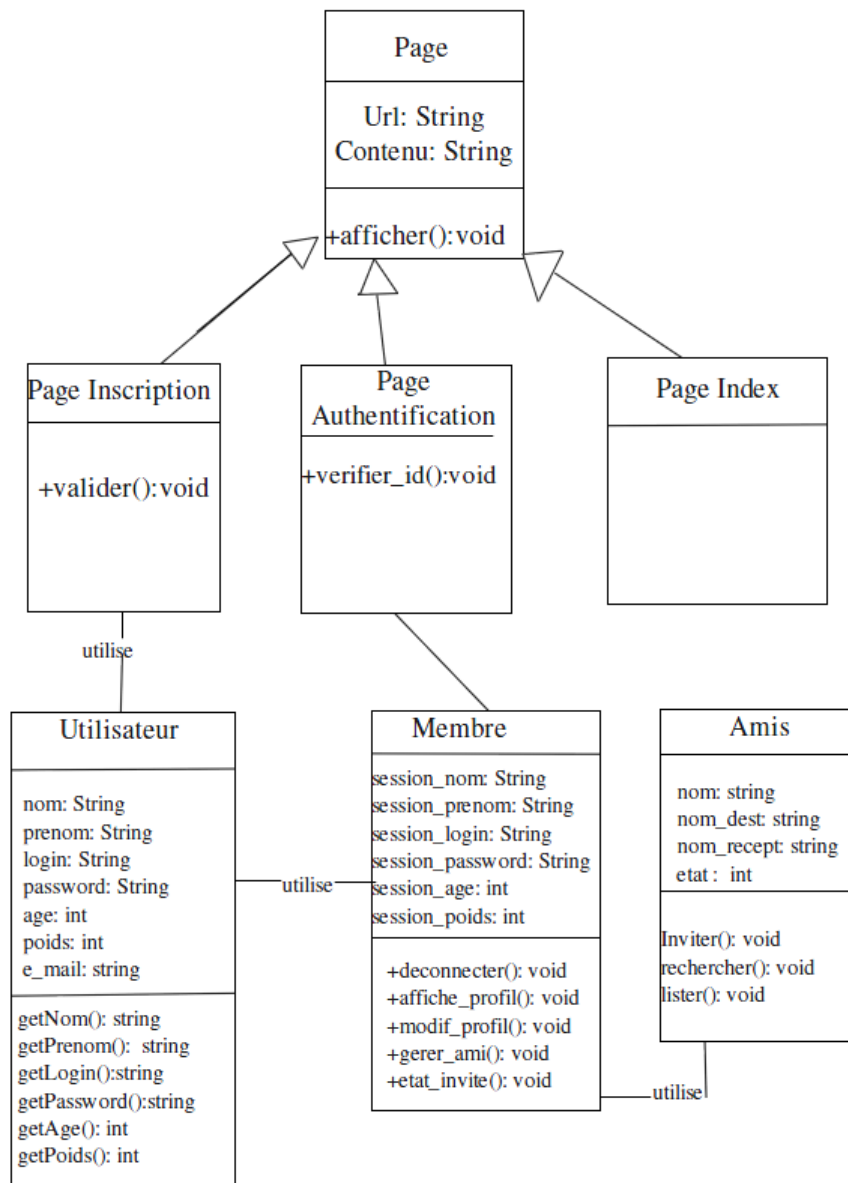 Page
Url: String
Contenu: String
+afficher():void
Page Inscription
+valider():void
Page
Authentification
+verifier_id():void
Page Index
utilise
Utilisateur
nom: String
prenom: String
login: String
password: String
age: int
poids: int
e_mail: string
getNom(): string
getPrenom(): string
getLogin():string
getPassword():string
getAge(): int
getPoids(): int
utilise
Membre
session_nom: String
session_prenom: String
session_login: String
session_password: String
session_age: int
session_poids: int
+deconnecter(): void
+affiche_profil(): void
+modif_profil(): void
+gerer_ami(): void
+etat_invite(): void
utilise
Amis
nom: string
nom_dest: string
nom_recept: string
etat : int
Inviter(): void
rechercher(): void
lister(): void